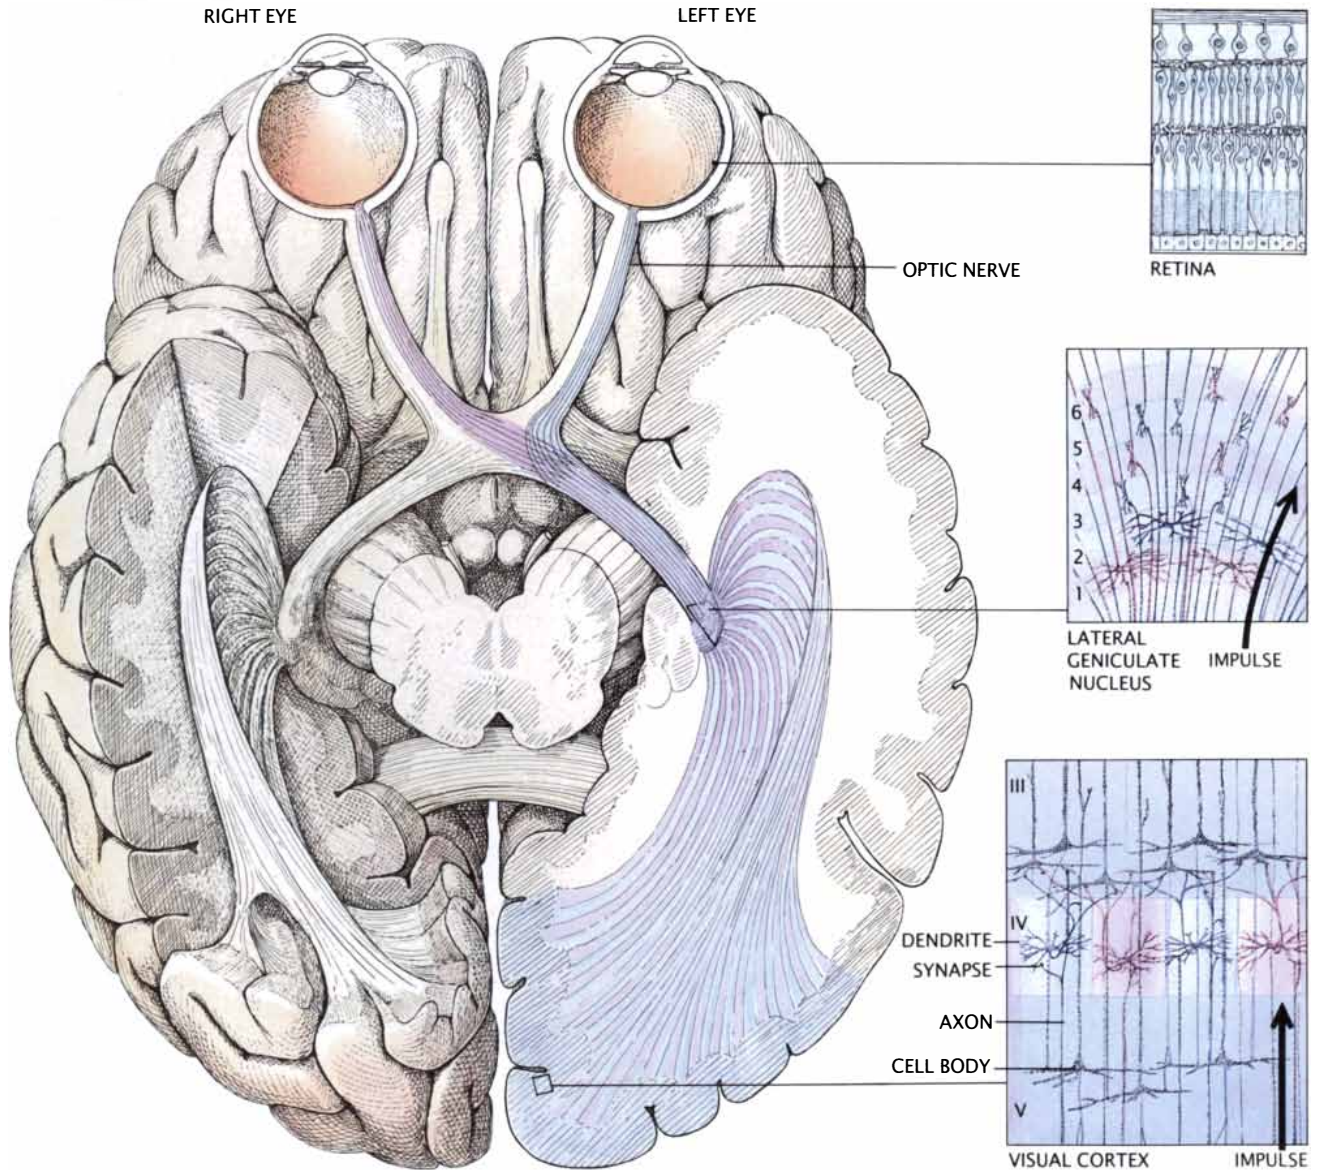 RIGHT EYE
LEFT EYE
RETINA
OPTIC NERVE
6
5
4
3
2
1
LATERAL
GENICULATE
NUCLEUS
IMPULSE
III
IV
DENDRITE
SYNAPSE
AXON
CELL BODY
V
VISUAL CORTEX
IMPULSE